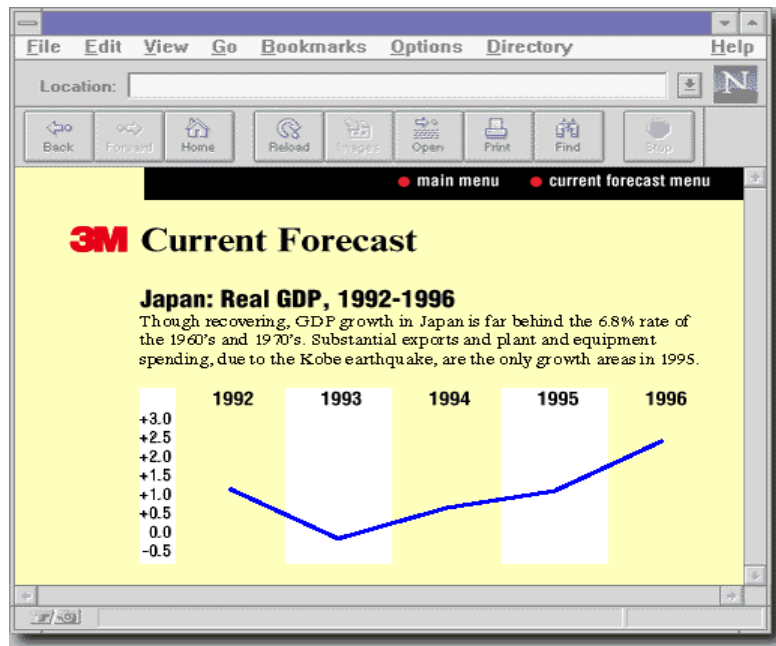 File Edit View Go Bookmarks Options Directory Help
Location:
N
Back Forward Home Reload Images Open Print Find Stop
main menu current forecast menu
3M Current Forecast
Japan: Real GDP, 1992-1996
Though recovering, GDP growth in Japan is far behind the 6.8% rate of
the 1960's and 1970's. Substantial exports and plant and equipment
spending, due to the Kobe earthquake, are the only growth areas in 1995.
1992 1993 1994 1995 1996
+3.0
+2.5
+2.0
+1.5
+1.0
+0.5
0.0
-0.5